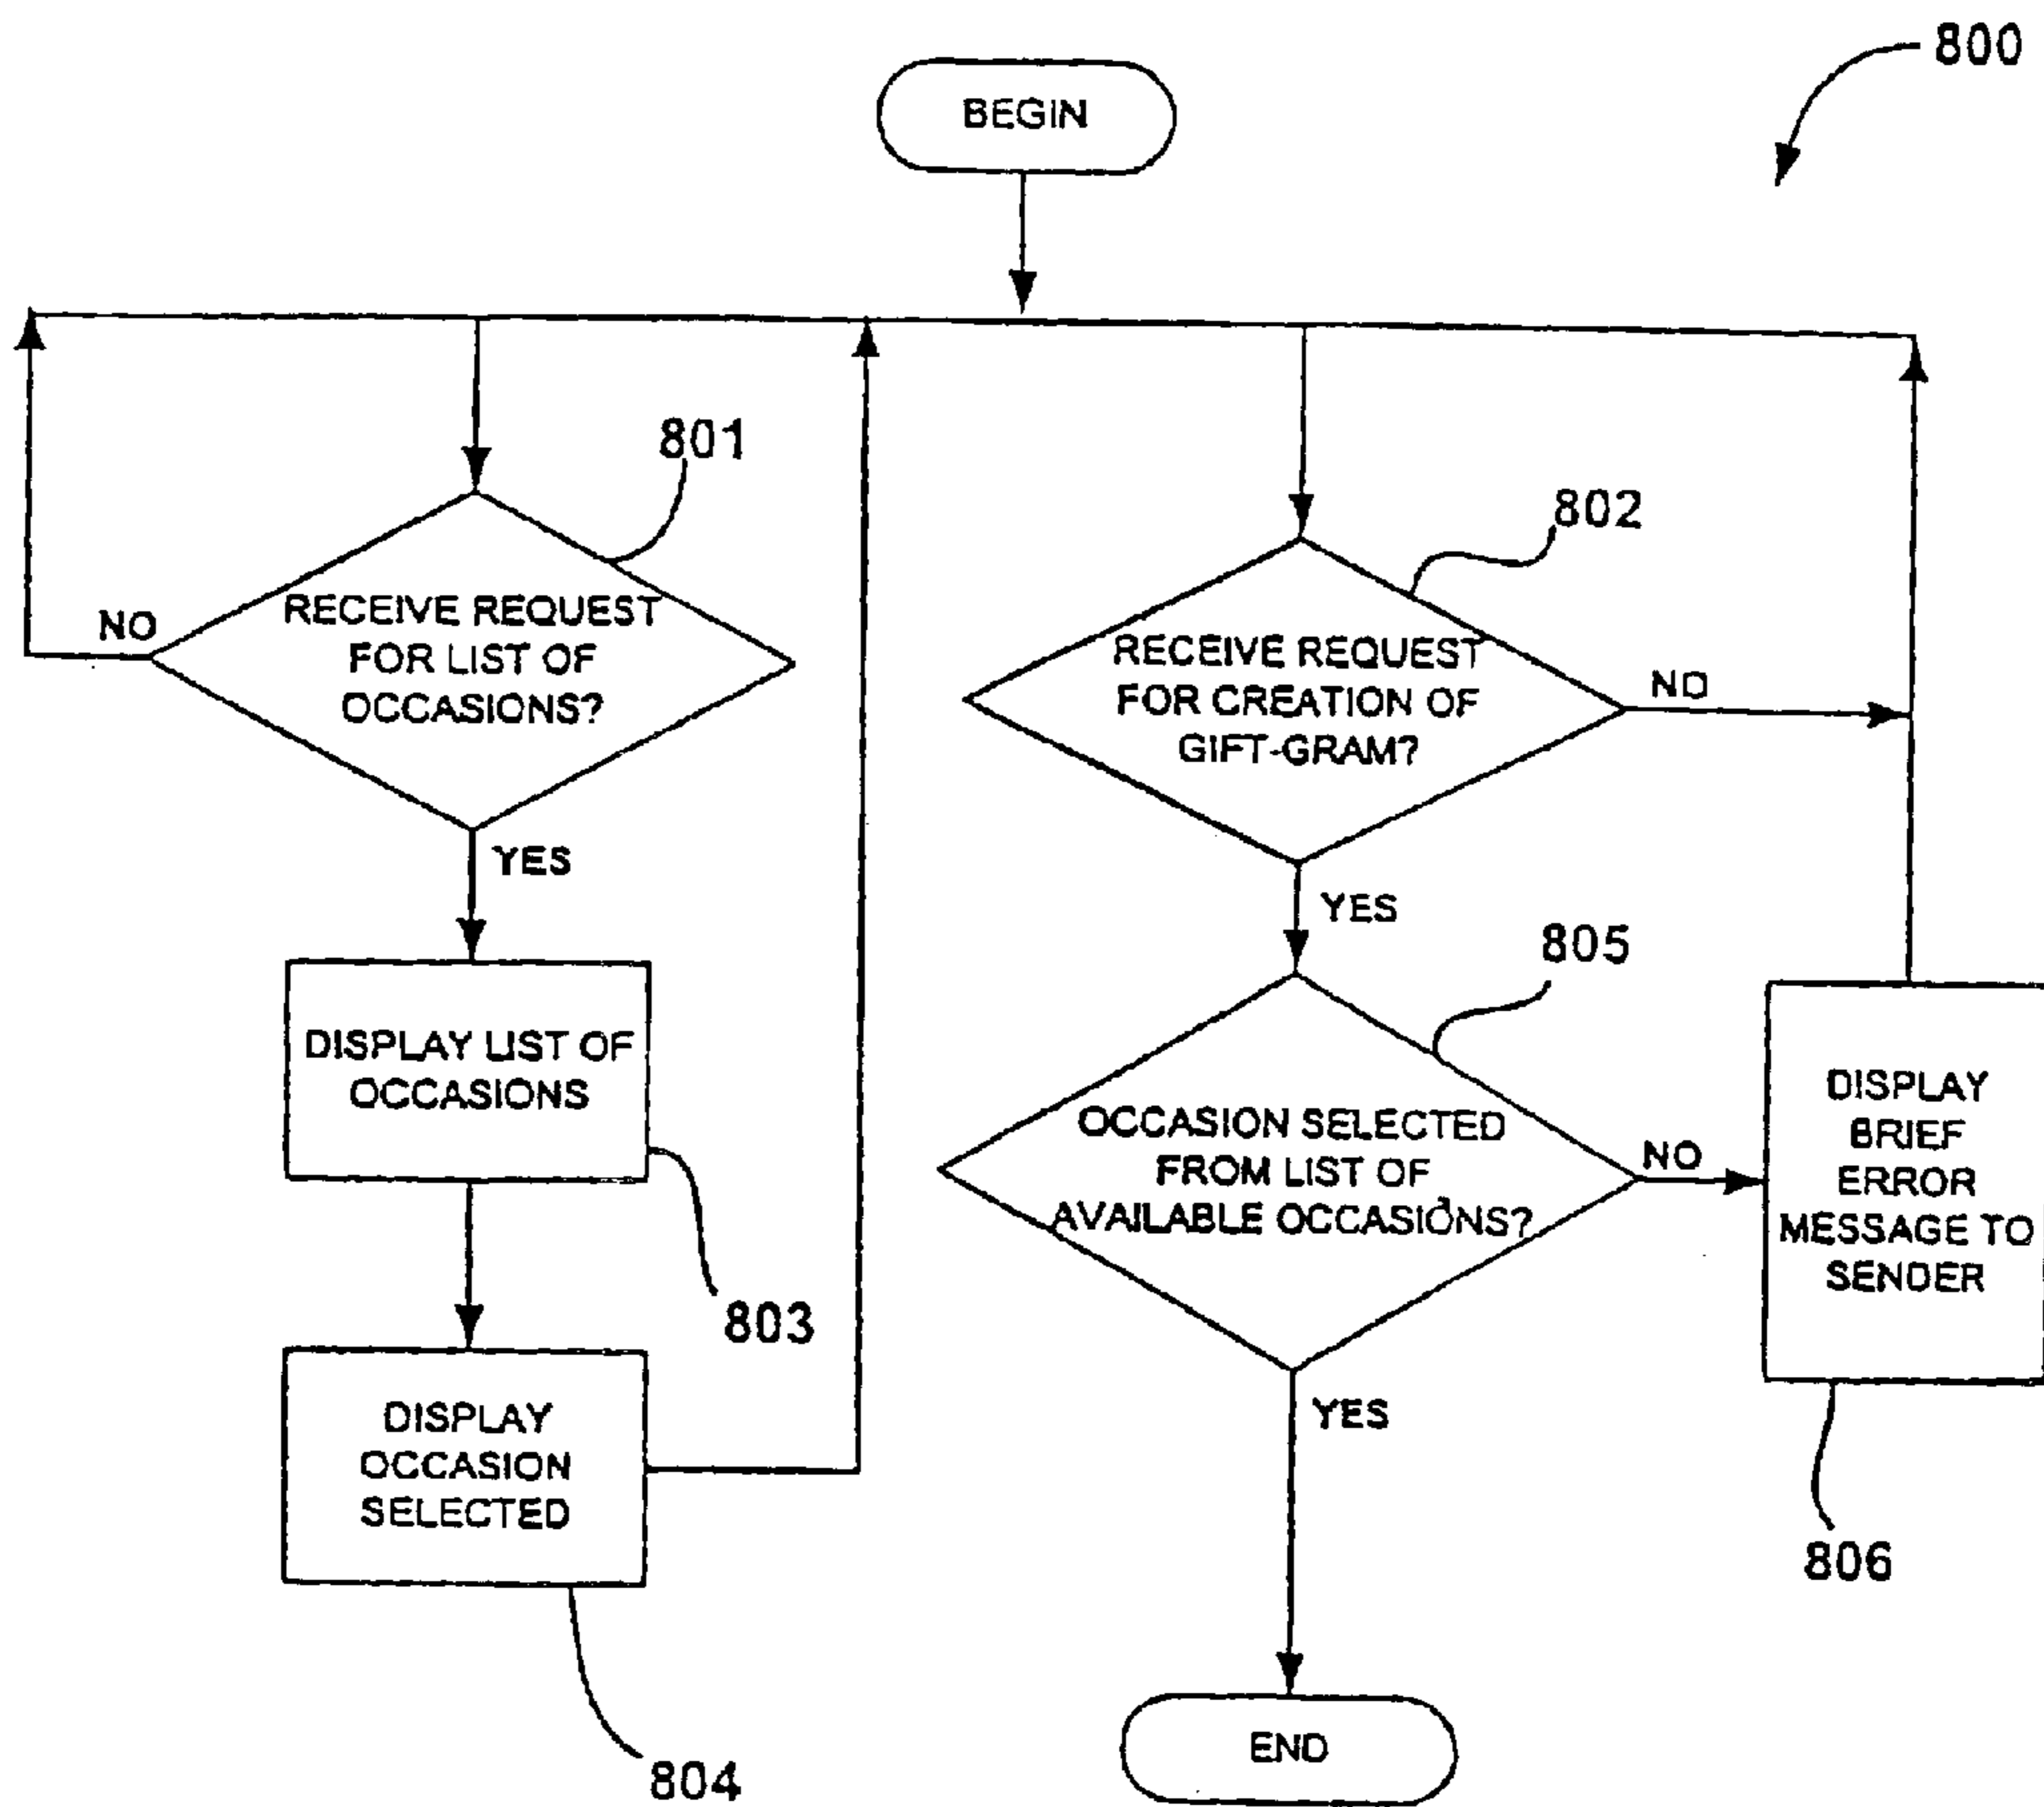 800
BEGIN
801
802
RECEIVE REQUEST
FOR LIST OF
OCCASIONS?
NO
YES
RECEIVE REQUEST
FOR CREATION OF
GIFT-GRAM?
NO
YES
805
DISPLAY LIST OF
OCCASIONS
803
OCCASION SELECTED
FROM LIST OF
AVAILABLE OCCASIONS?
NO
YES
DISPLAY
BRIEF
ERROR
MESSAGE TO
SENDER
806
DISPLAY
OCCASION
SELECTED
804
END